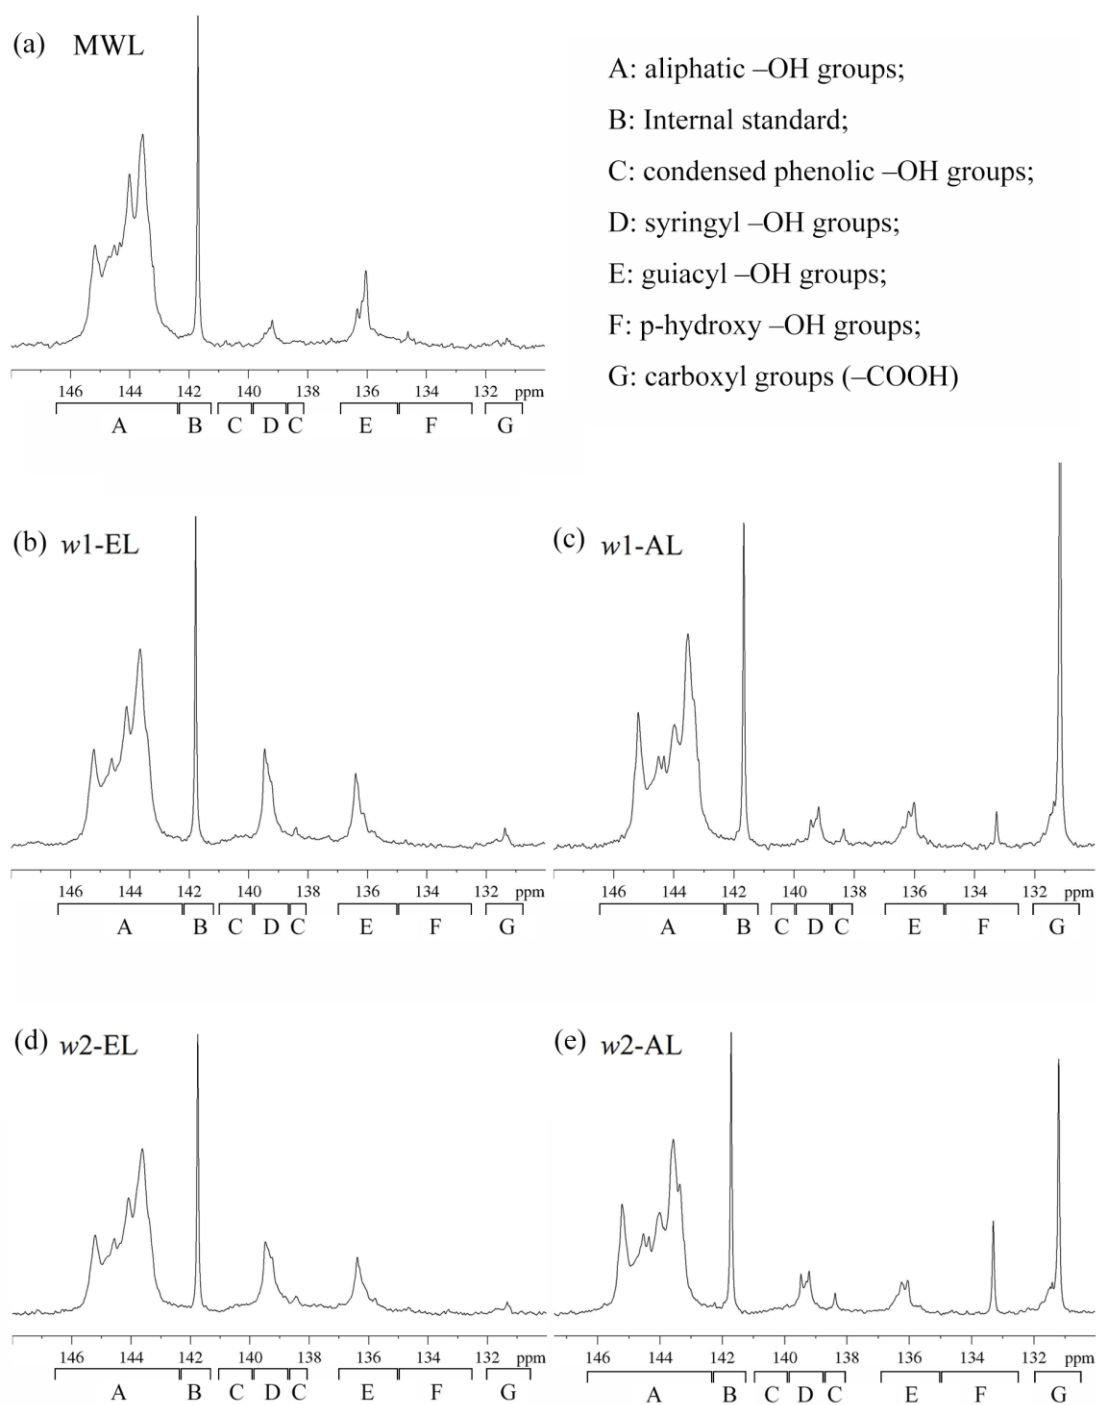 (a) MWL
A: aliphatic –OH groups;
B: Internal standard;
C: condensed phenolic –OH groups;
D: syringyl –OH groups;
E: guiacyl –OH groups;
F: p-hydroxy –OH groups;
G: carboxyl groups (–COOH)
146 144 142 140 138 136 134 132 ppm
A B C D C E F G
(b) w1-EL
146 144 142 140 138 136 134 132 ppm
A B C D C E F G
(c) w1-AL
146 144 142 140 138 136 134 132 ppm
A B C D C E F G
(d) w2-EL
146 144 142 140 138 136 134 132 ppm
A B C D C E F G
(e) w2-AL
146 144 142 140 138 136 134 132 ppm
A B C D C E F G